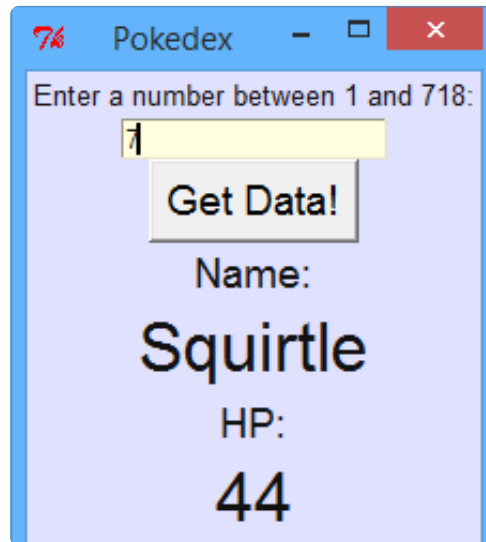 Pokedex
Enter a number between 1 and 718:
7
Get Data!
Name:
Squirtle
HP:
44